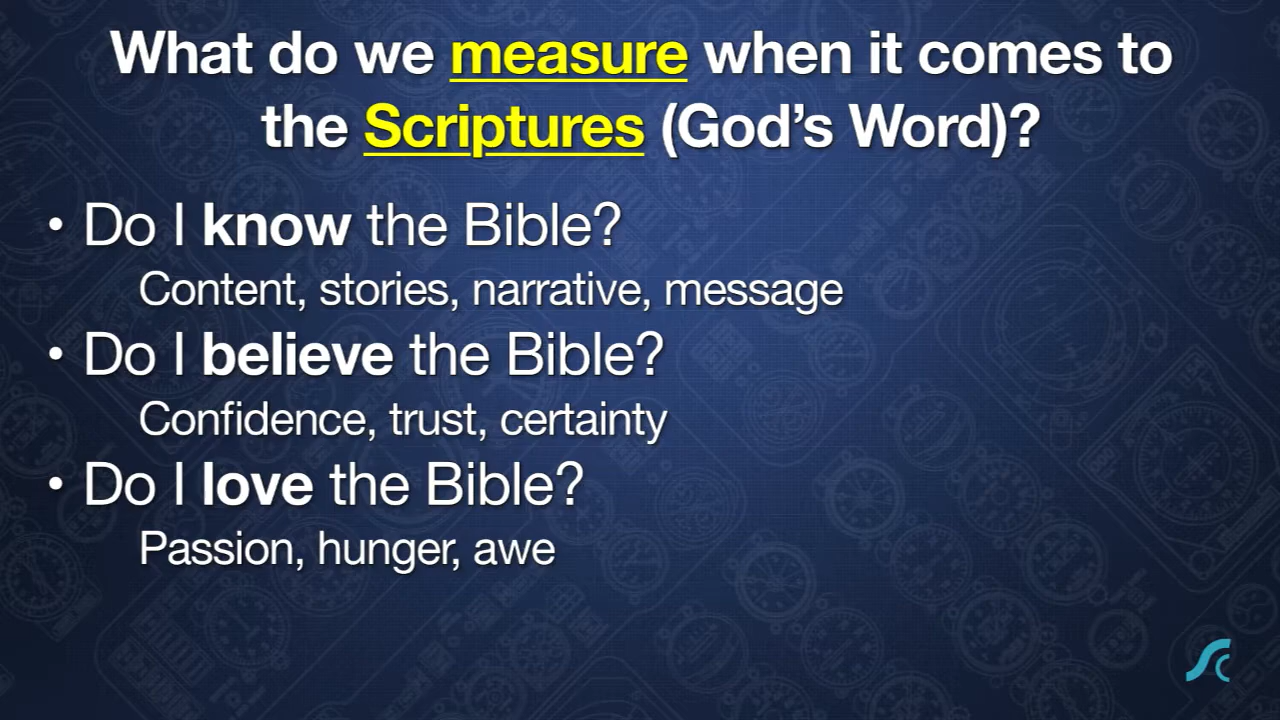 What do we measure when it comes to
the Scriptures (God’s Word)?
• Do I know the Bible?
Content, stories, narrative, message
• Do I believe the Bible?
Confidence, trust, certainty
• Do I love the Bible?
Passion, hunger, awe